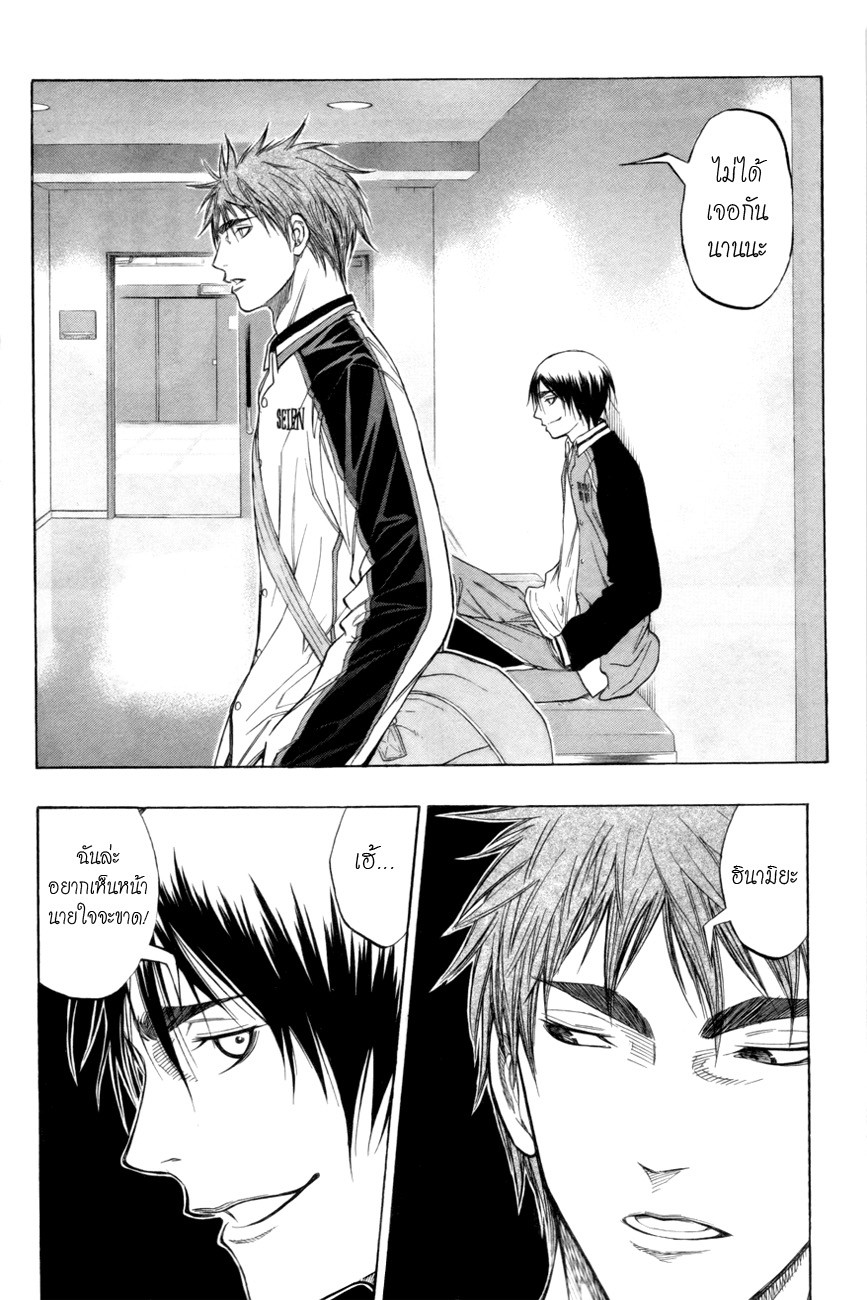 ไม่ได้
เจอกัน
นานนะ
SEIRIN
ฮินามิยะ
เฮ้...
ฉันล่ะ
อยากเห็นหน้า
นายใจจะขาด!